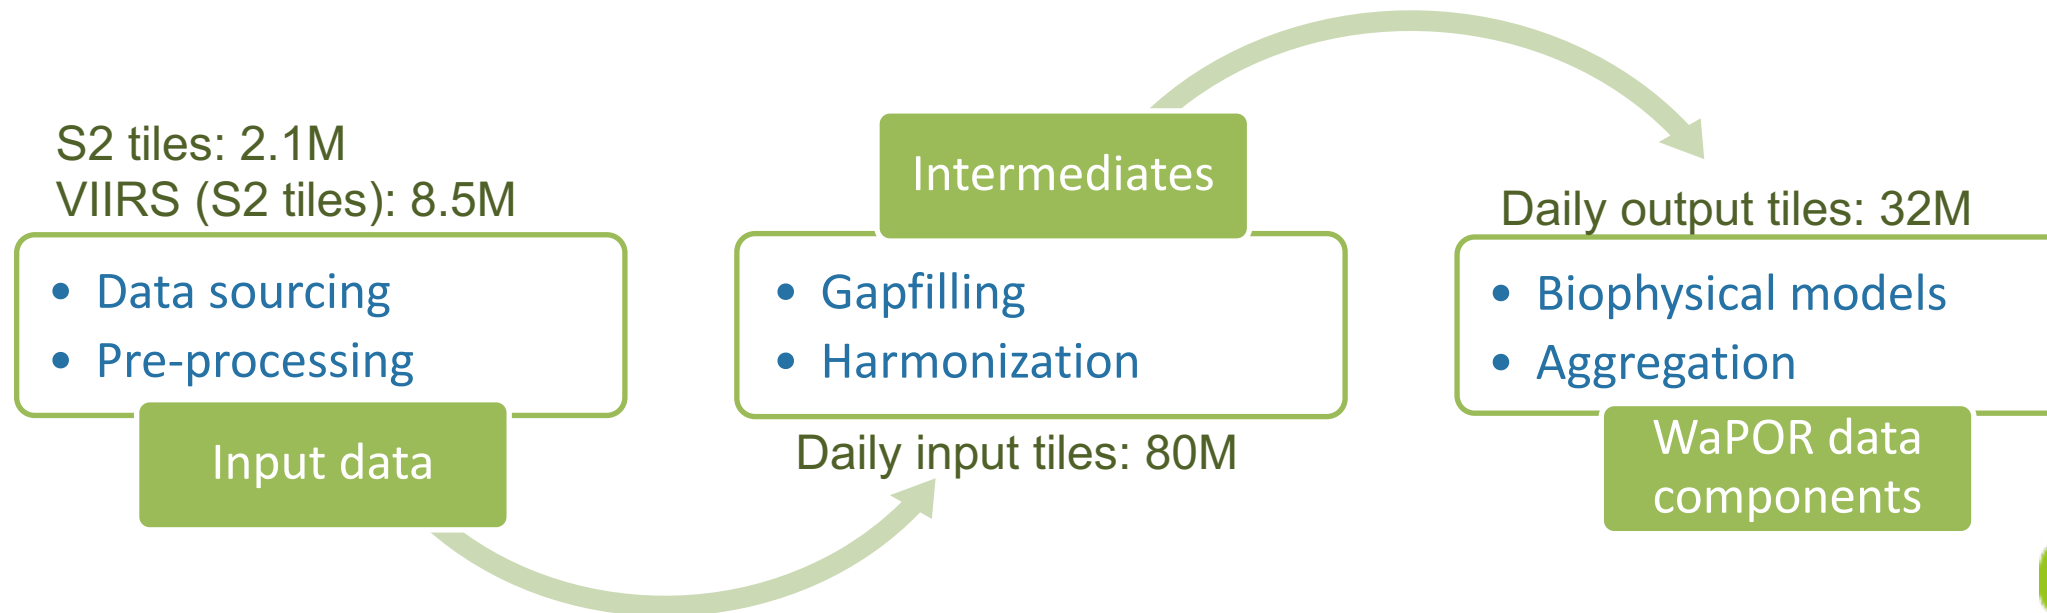 S2 tiles: 2.1M
VIIRS (S2 tiles): 8.5M
• Data sourcing
• Pre-processing
Input data
Intermediates
• Gapfilling
• Harmonization
Daily input tiles: 80M
Daily output tiles: 32M
• Biophysical models
• Aggregation
WaPOR data
components